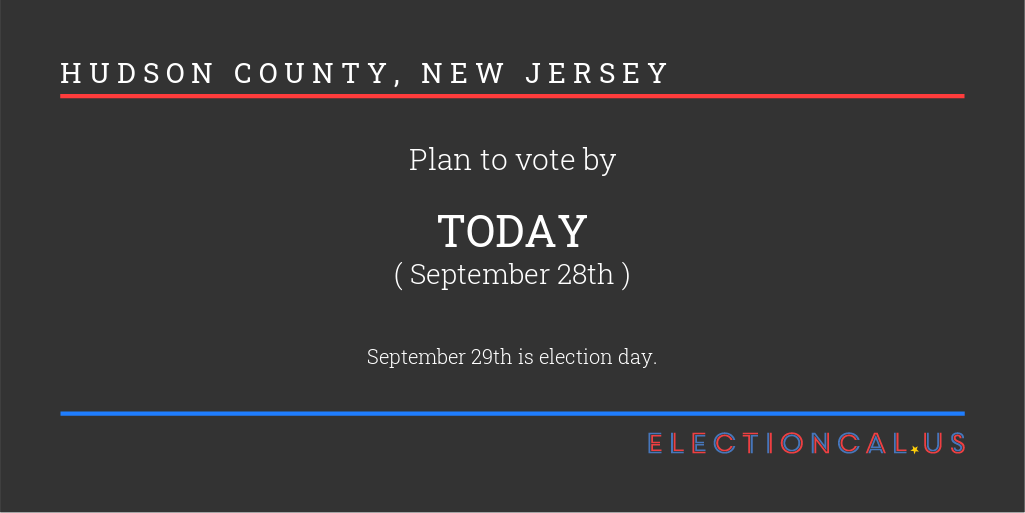 HUDSON COUNTY, NEW JERSEY
Plan to vote by
TODAY
( September 28th )
September 29th is election day.
ELECTIONCAL.US